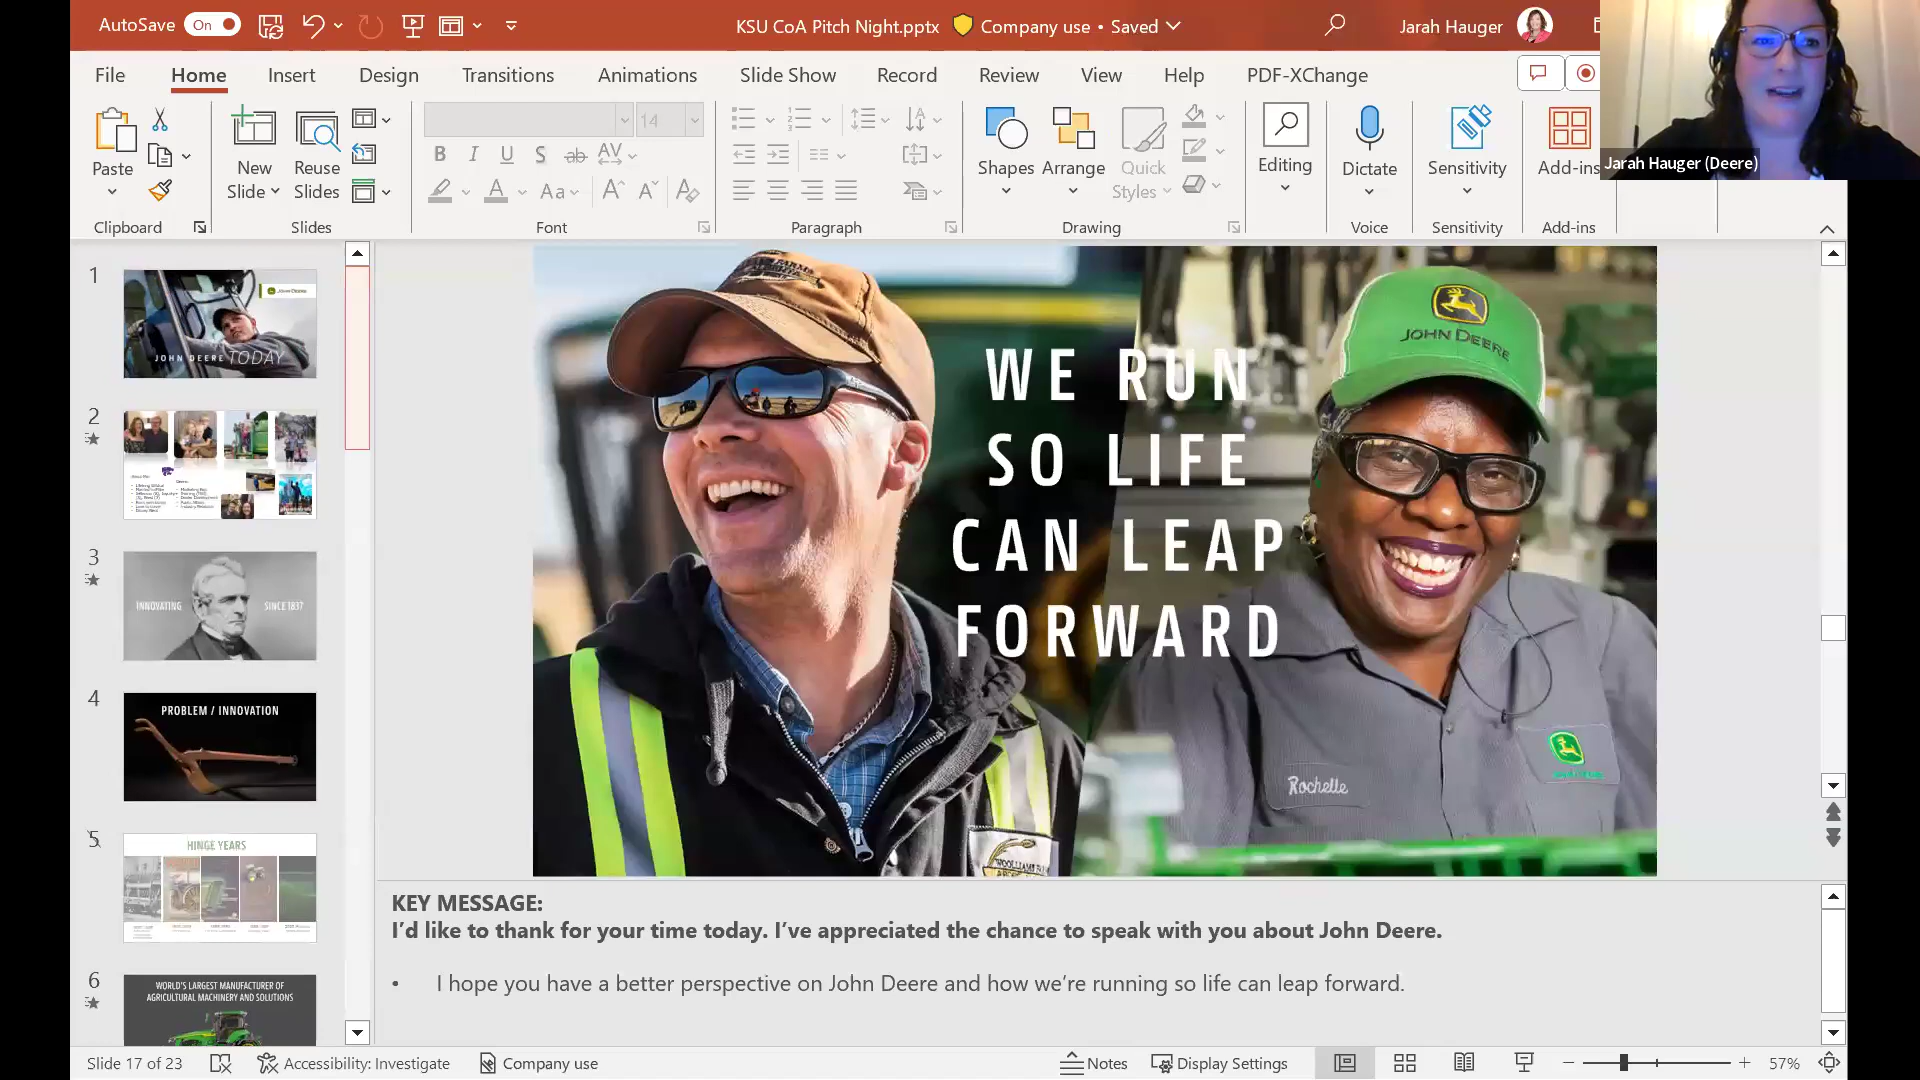 AutoSave
On
KSU CoA Pitch Night.pptx
Company use • Saved
Jarah Hauger
File
Home
Insert
Design
Transitions
Animations
Slide Show
Record
Review
View
Help
PDF-XChange
Jarah Hauger (Deere)
Paste
New
Slide
Reuse
Slides
14
B I U S ab AV
A Aa A A A
Shapes
Arrange
Quick
Styles
Editing
Dictate
Sensitivity
Add-ins
Clipboard
Slides
Font
Paragraph
Drawing
Voice
Sensitivity
Add-ins
1
JOHN DEERE TODAY
2
3
INNOVATING
SINCE 1837
4
PROBLEM / INNOVATION
5
HINGE YEARS
6
WORLD'S LARGEST MANUFACTURER OF
AGRICULTURAL MACHINERY AND SOLUTIONS
WE RUN
SO LIFE
CAN LEAP
FORWARD
JOHN DEERE
Rochelle
KEY MESSAGE:
I'd like to thank for your time today. I've appreciated the chance to speak with you about John Deere.
• I hope you have a better perspective on John Deere and how we're running so life can leap forward.
Slide 17 of 23
Accessibility: Investigate
Company use
Notes
Display Settings
57%